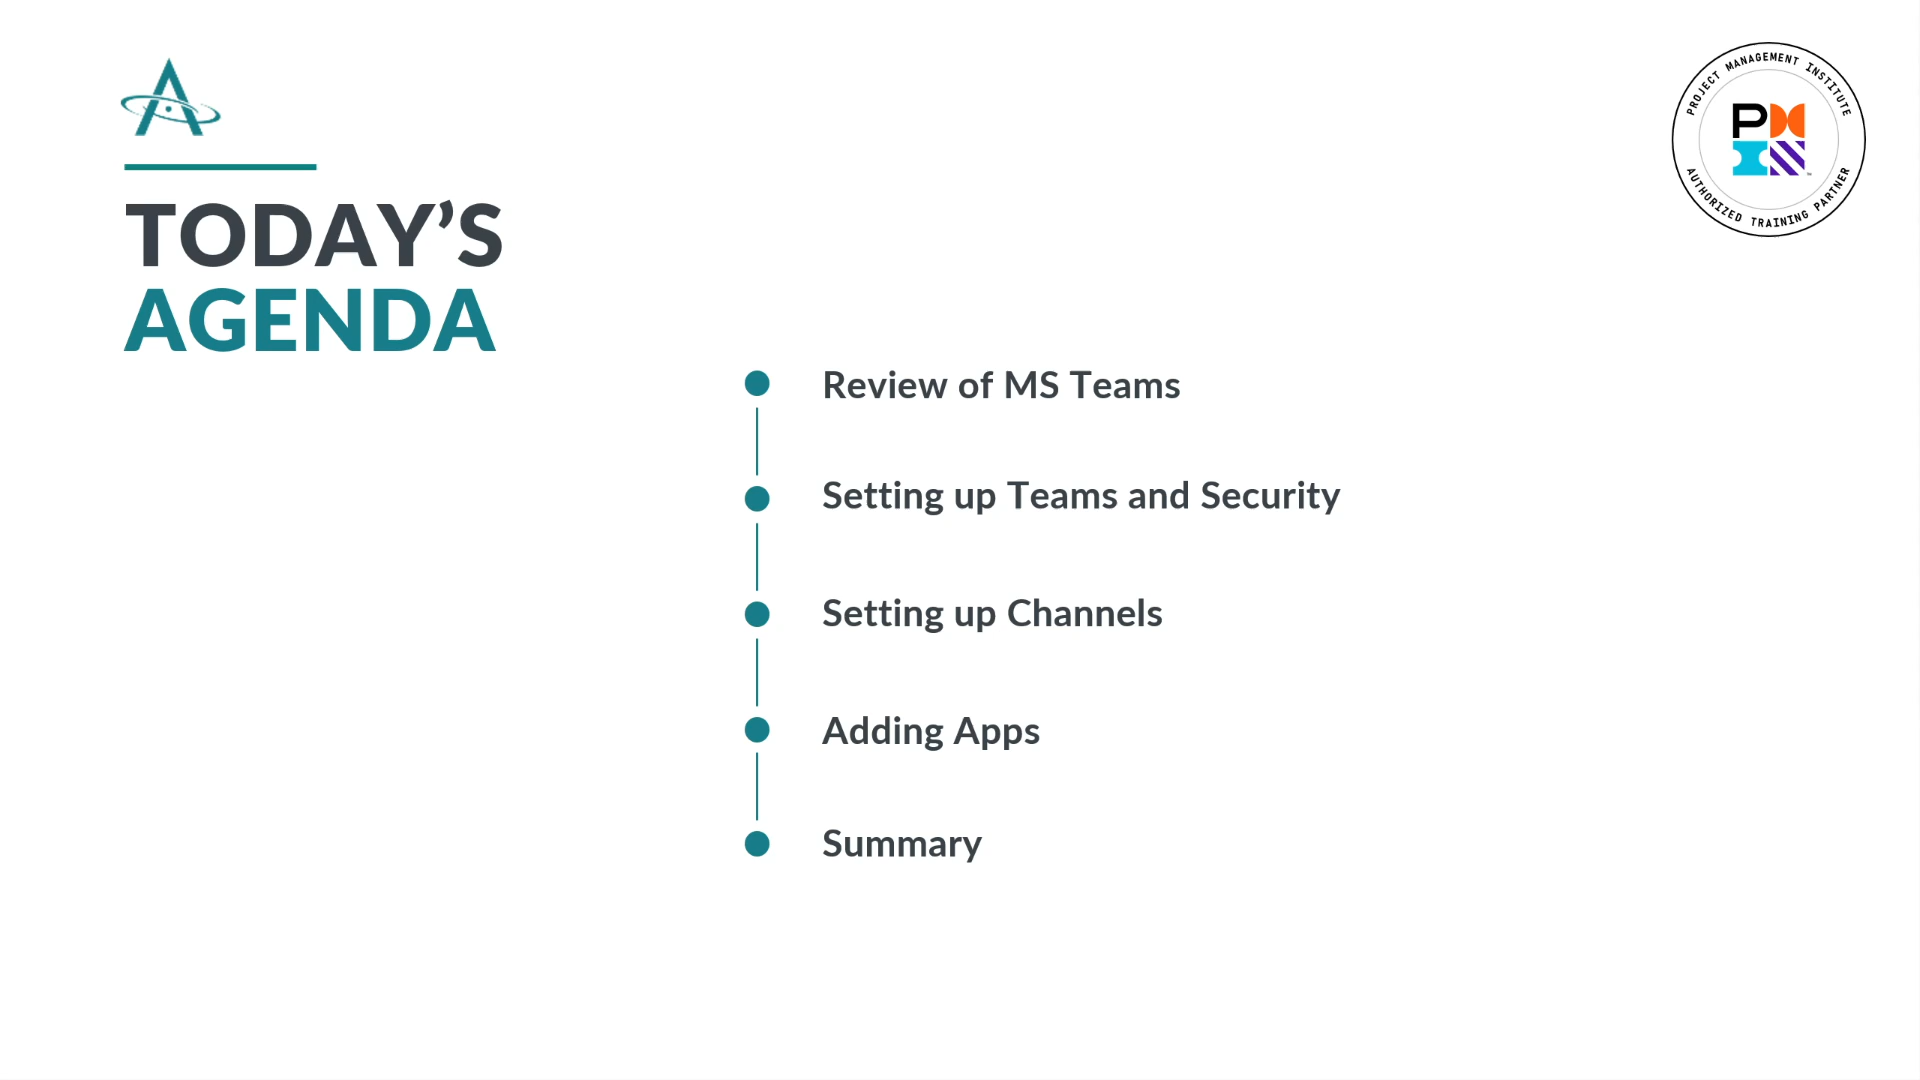 TODAY’S
AGENDA
PROJECT MANAGEMENT INSTITUTE
PM
AUTHORIZED TRAINING PARTNER
Review of MS Teams
Setting up Teams and Security
Setting up Channels
Adding Apps
Summary